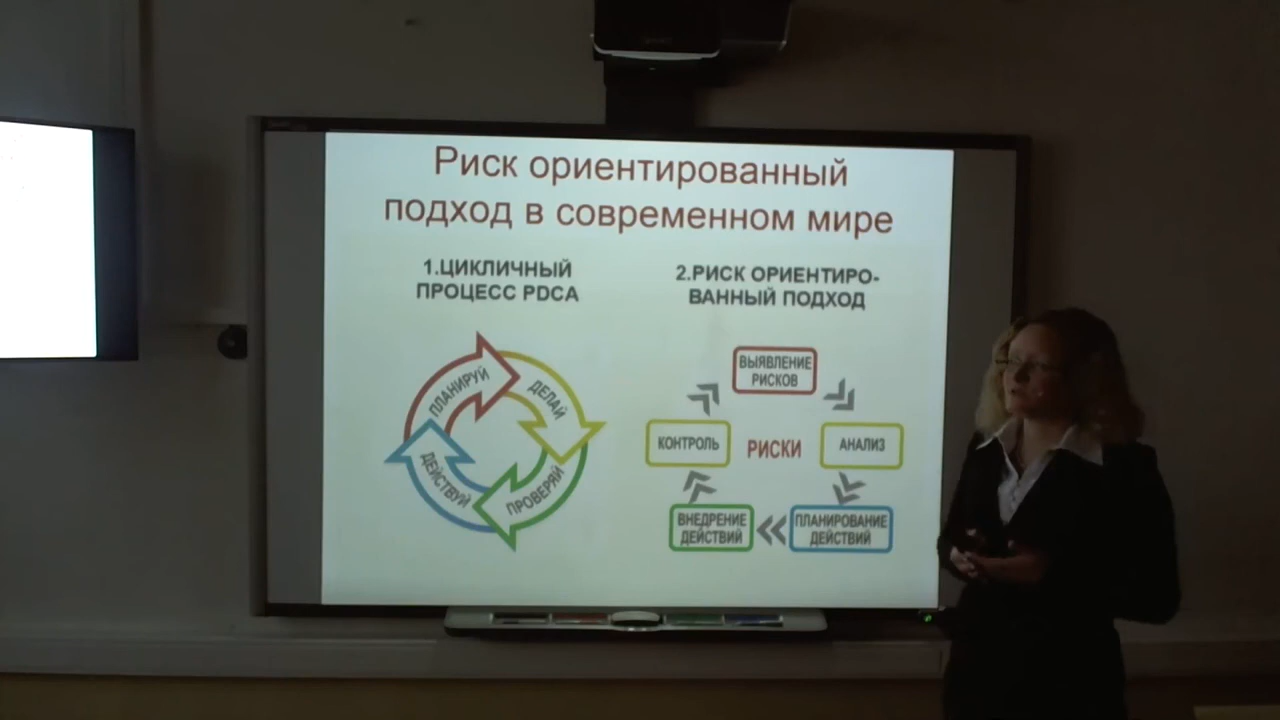 Риск ориентированный
подход в современном мире
1.ЦИКЛИЧНЫЙ
ПРОЦЕСС PDCA
ПЛАНИРУЙ
ДЕЛАЙ
ПРОВЕРЯЙ
ДЕЙСТВУЙ
2.РИСК ОРИЕНТИРО-
ВАННЫЙ ПОДХОД
ВЫЯВЛЕНИЕ
РИСКОВ
КОНТРОЛЬ
РИСКИ
АНАЛИЗ
ВНЕДРЕНИЕ
ДЕЙСТВИЙ
ПЛАНИРОВАНИЕ
ДЕЙСТВИЙ